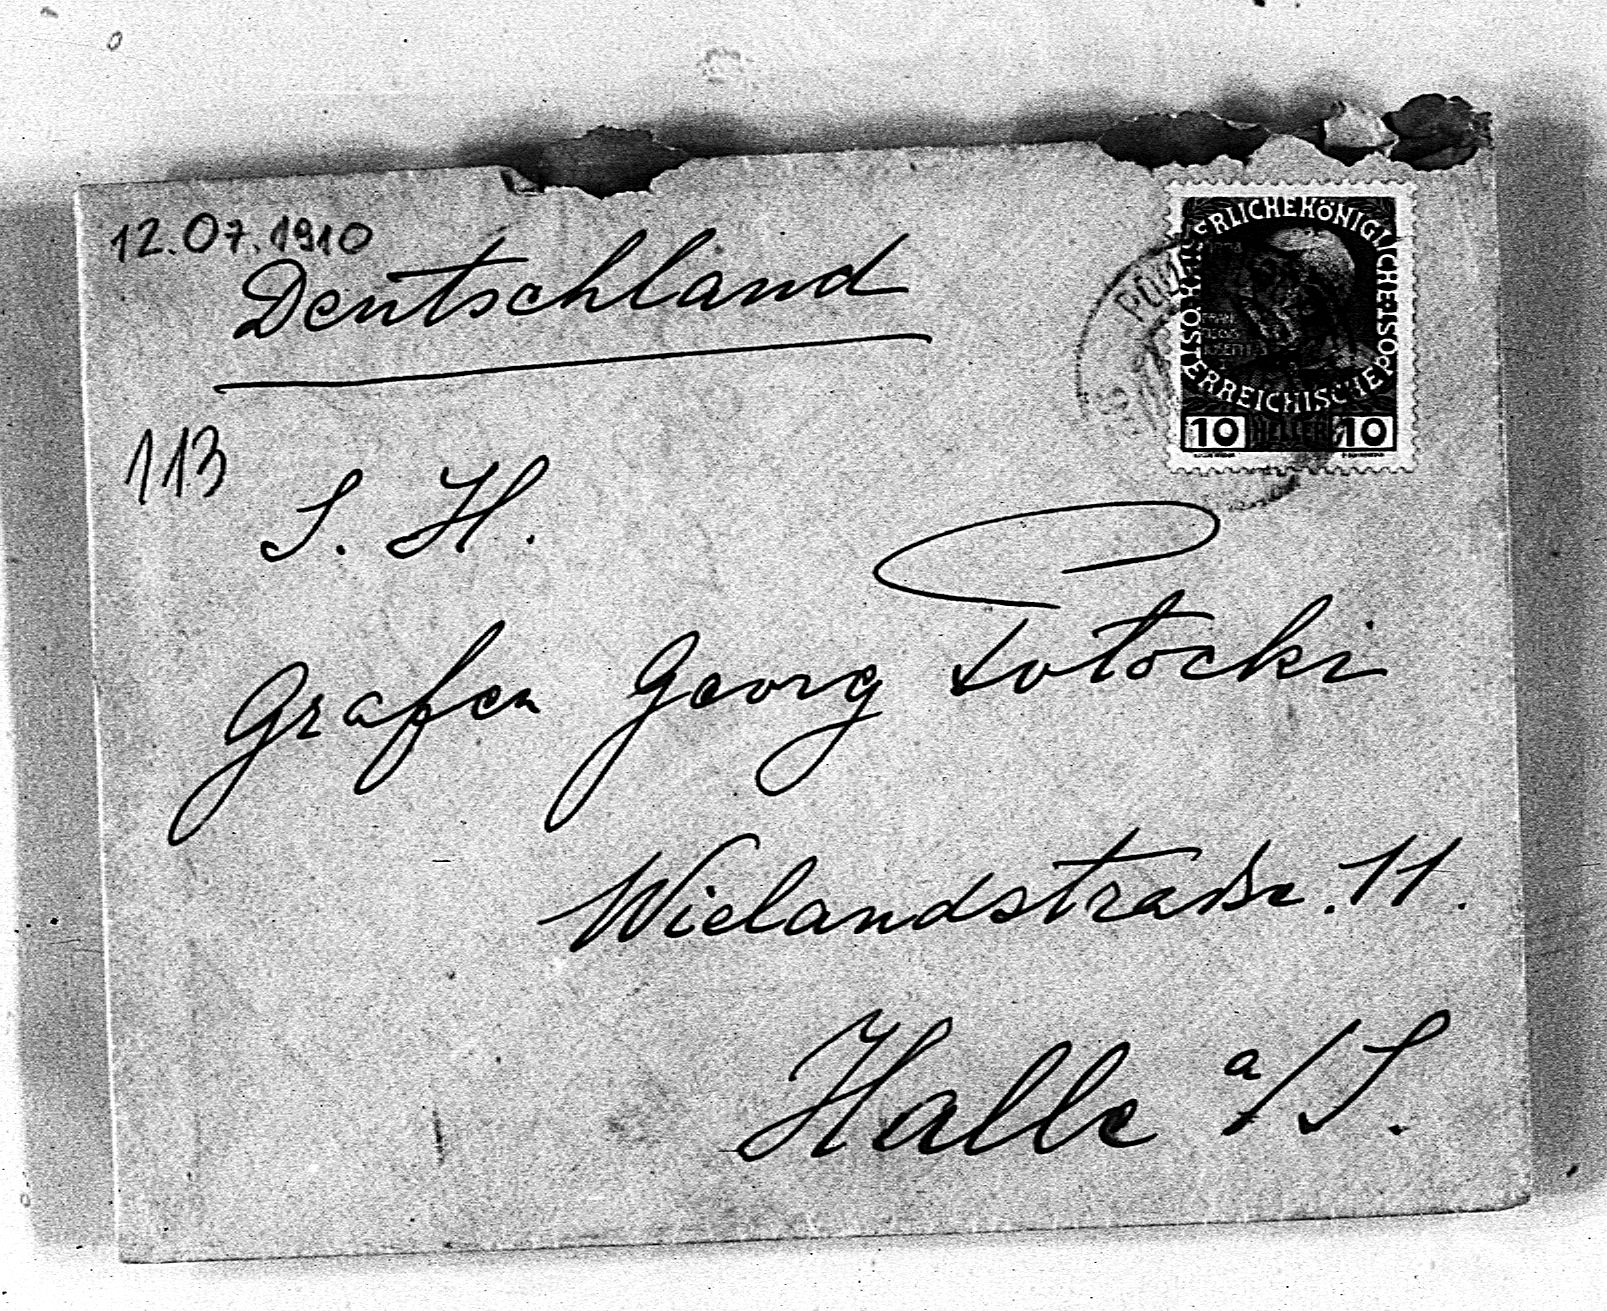 12.07.1910
Deutschland
113
S. H.
Grafen Georg Potocki
Wielandstraße. 11.
Halle a/S.
KAISERLICHE KÖNIGLICHE ÖSTERREICHISCHE POST
10 HELLER 10